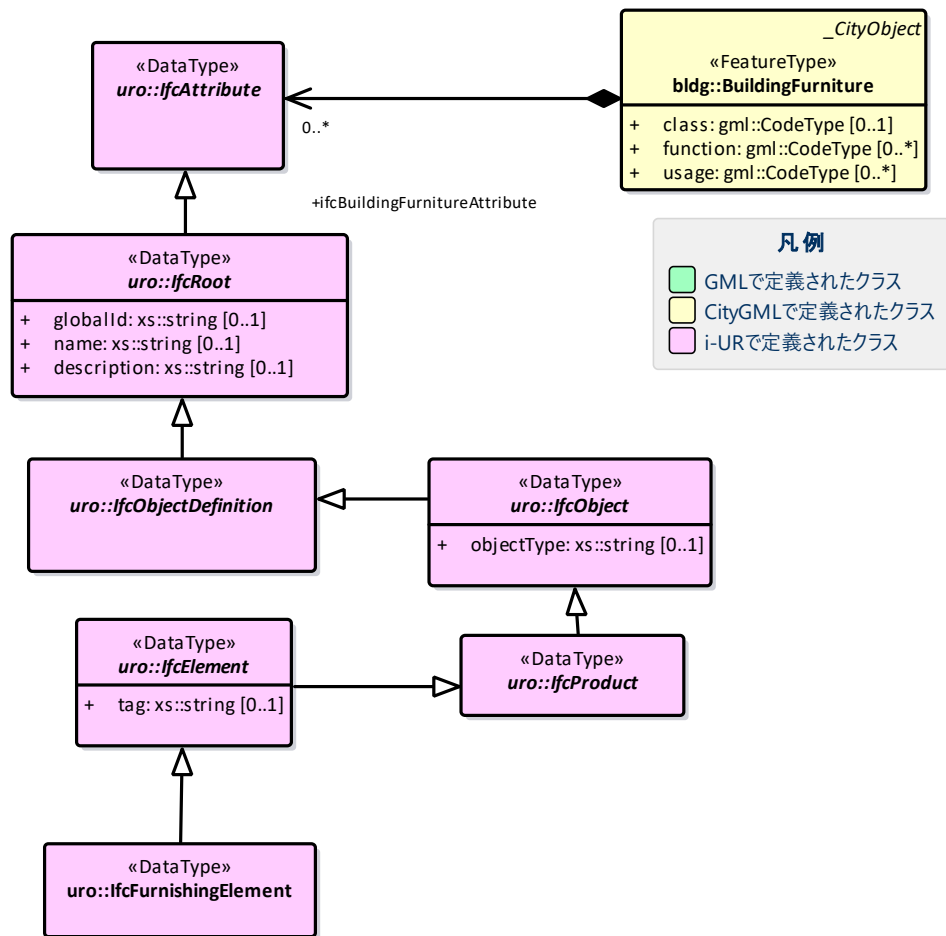 «DataType»
uro::IfcAttribute
_CityObject
«FeatureType»
bldg::BuildingFurniture
+ class: gml::CodeType [0..1]
+ function: gml::CodeType [0..*]
+ usage: gml::CodeType [0..*]
0..*
+ifcBuildingFurnitureAttribute
«DataType»
uro::IfcRoot
+ globalId: xs::string [0..1]
+ name: xs::string [0..1]
+ description: xs::string [0..1]
凡例
GMLで定義されたクラス
CityGMLで定義されたクラス
i-URで定義されたクラス
«DataType»
uro::IfcObjectDefinition
«DataType»
uro::IfcObject
+ objectType: xs::string [0..1]
«DataType»
uro::IfcElement
+ tag: xs::string [0..1]
«DataType»
uro::IfcProduct
«DataType»
uro::IfcFurnishingElement